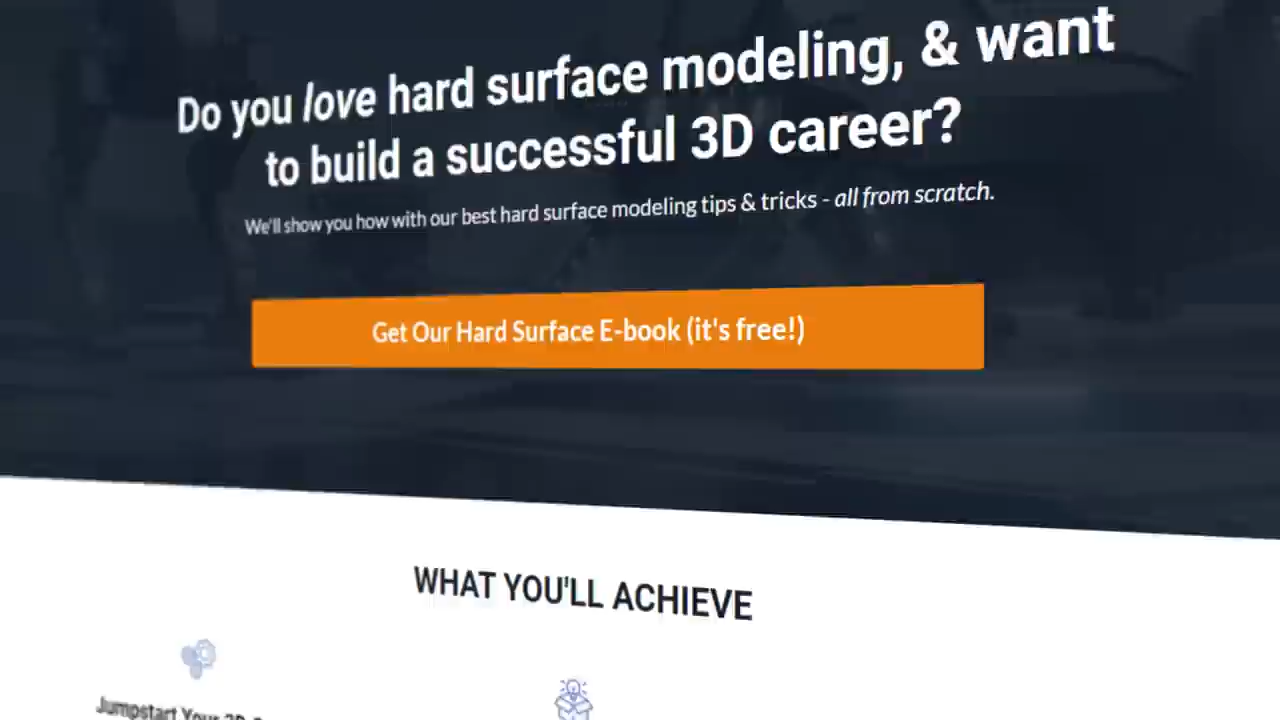 Do you love hard surface modeling, & want
to build a successful 3D career?
We'll show you how with our best hard surface modeling tips & tricks - all from scratch.
Get Our Hard Surface E-book (it's free!)
WHAT YOU'LL ACHIEVE
Jumpstart Your 3D